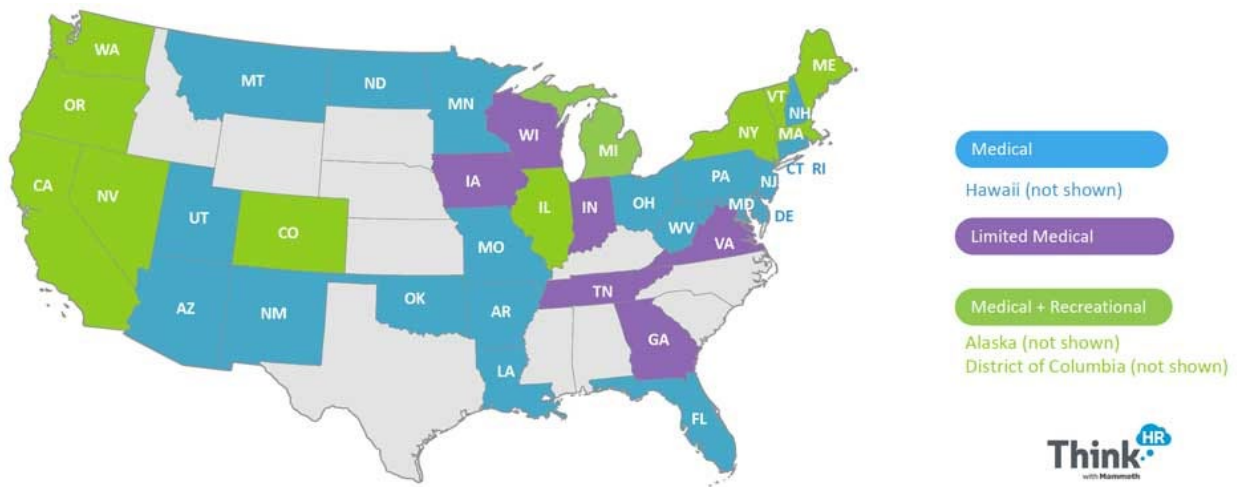 WA
MT
ND
MN
OR
WI
MI
ME
VT
NH
NY
MA
CT RI
CA
NV
UT
CO
IA
IL
IN
OH
PA
NJ
MD
DE
WV
VA
MO
AZ
NM
OK
AR
TN
GA
LA
FL
Medical
Hawaii (not shown)
Limited Medical
Medical + Recreational
Alaska (not shown)
District of Columbia (not shown)
Think HR
with Mammoth